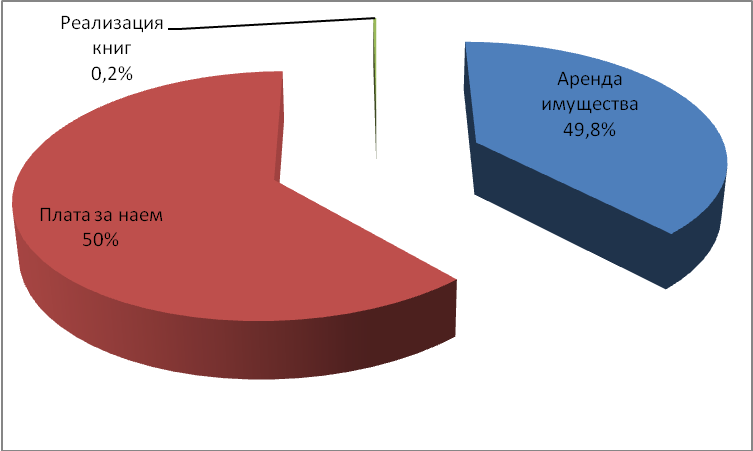 Реализация
книг
0,2%
Аренда
имущества
49,8%
Плата за наем
50%